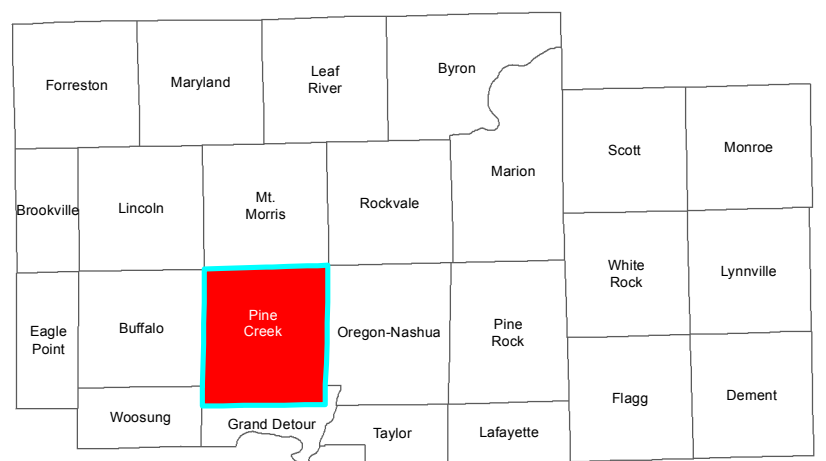 Forreston
Maryland
Leaf
River
Byron
Scott
Monroe
Brookville
Lincoln
Mt.
Morris
Rockvale
Marion
White
Rock
Lynnville
Eagle
Point
Buffalo
Pine
Creek
Oregon-Nashua
Pine
Rock
Flagg
Dement
Woosung
Grand Detour
Taylor
Lafayette